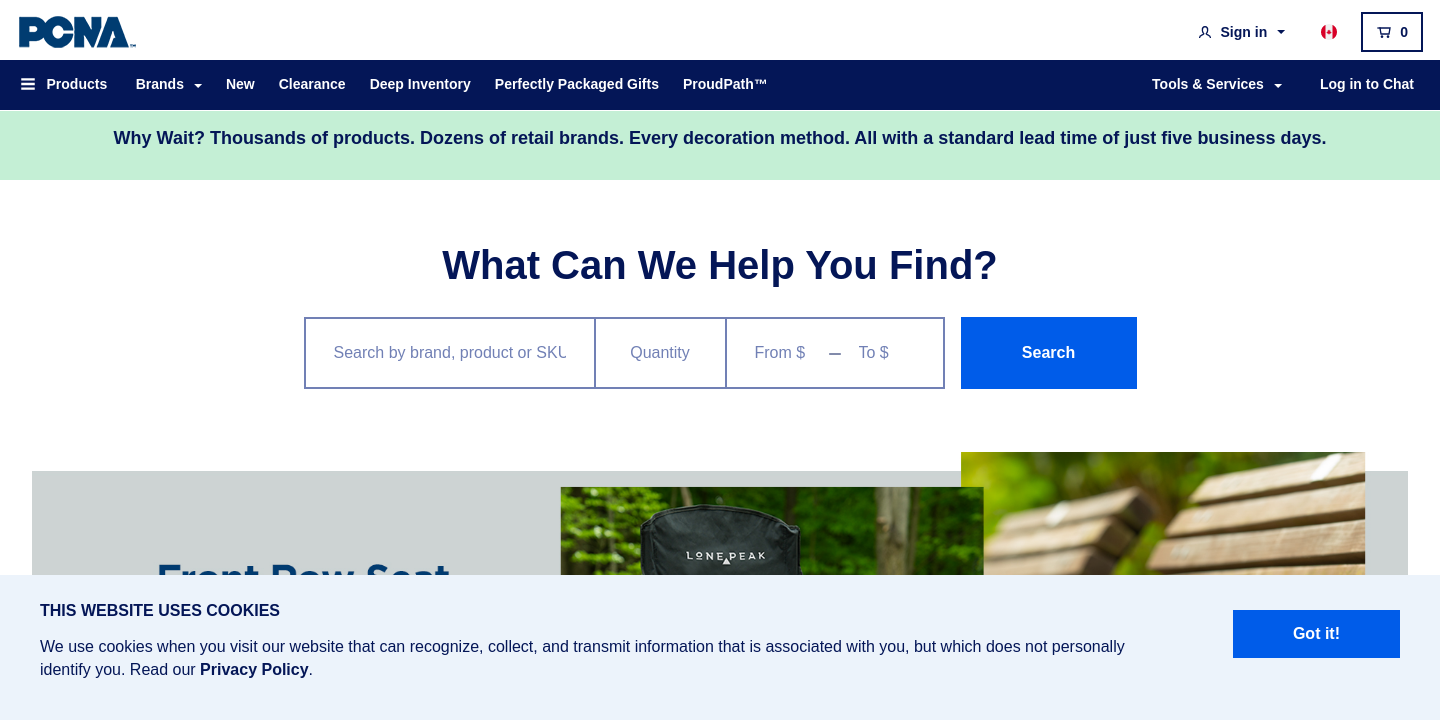 PCNA™
Sign in
0
Products
Brands
New
Clearance
Deep Inventory
Perfectly Packaged Gifts
ProudPath™
Tools & Services
Log in to Chat
Why Wait? Thousands of products. Dozens of retail brands. Every decoration method. All with a standard lead time of just five business days.
What Can We Help You Find?
Search by brand, product or SKU
Quantity
From $
–
To $
Search
LONE PEAK
Front Row Seat
THIS WEBSITE USES COOKIES
We use cookies when you visit our website that can recognize, collect, and transmit information that is associated with you, but which does not personally
identify you. Read our Privacy Policy.
Got it!